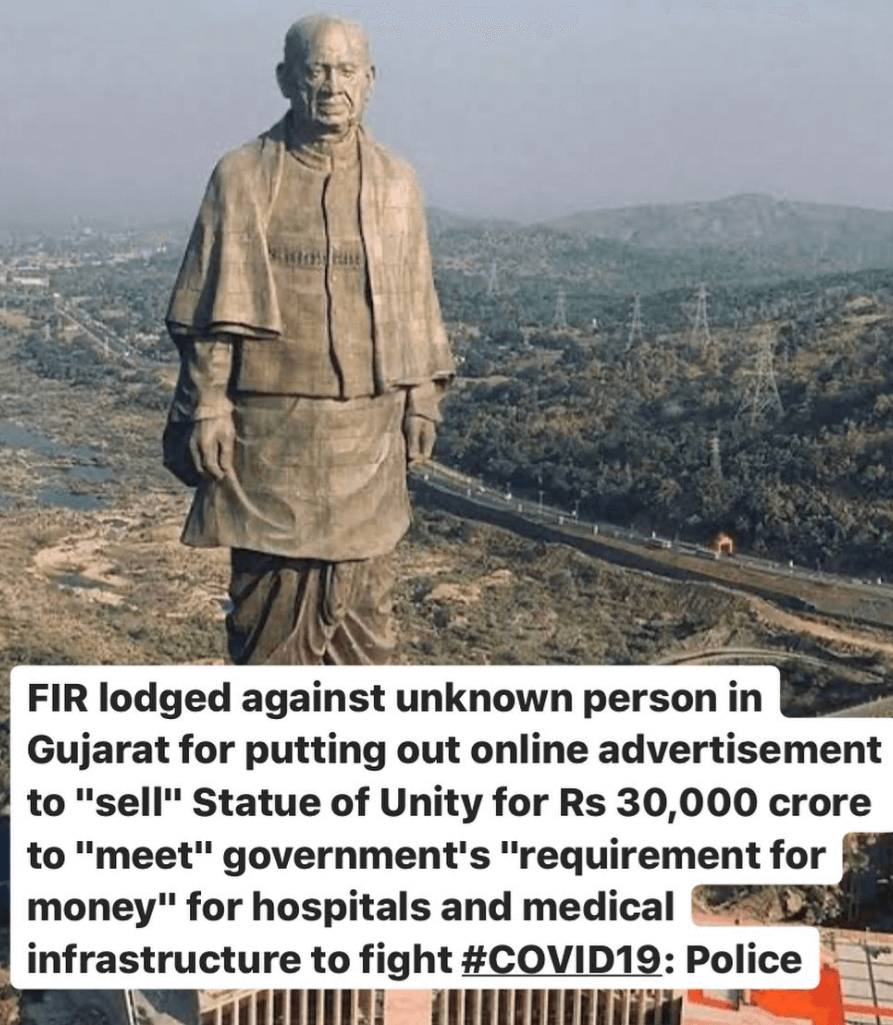 FIR lodged against unknown person in
Gujarat for putting out online advertisement
to "sell" Statue of Unity for Rs 30,000 crore
to "meet" government's "requirement for
money" for hospitals and medical
infrastructure to fight #COVID19: Police